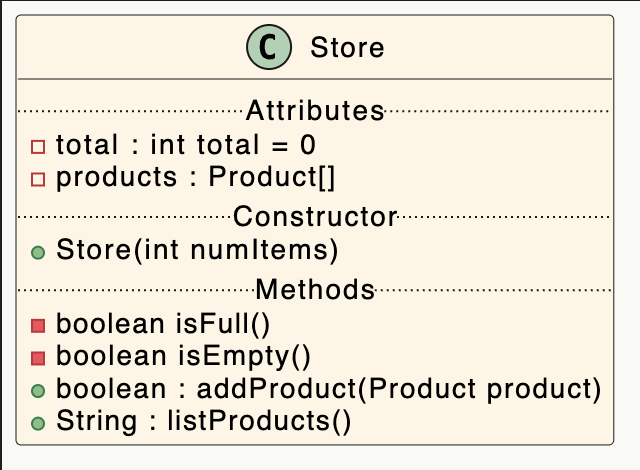 C Store
Attributes
total : int total = 0
products : Product[]
Constructor
Store(int numItems)
Methods
boolean isFull()
boolean isEmpty()
boolean : addProduct(Product product)
String : listProducts()